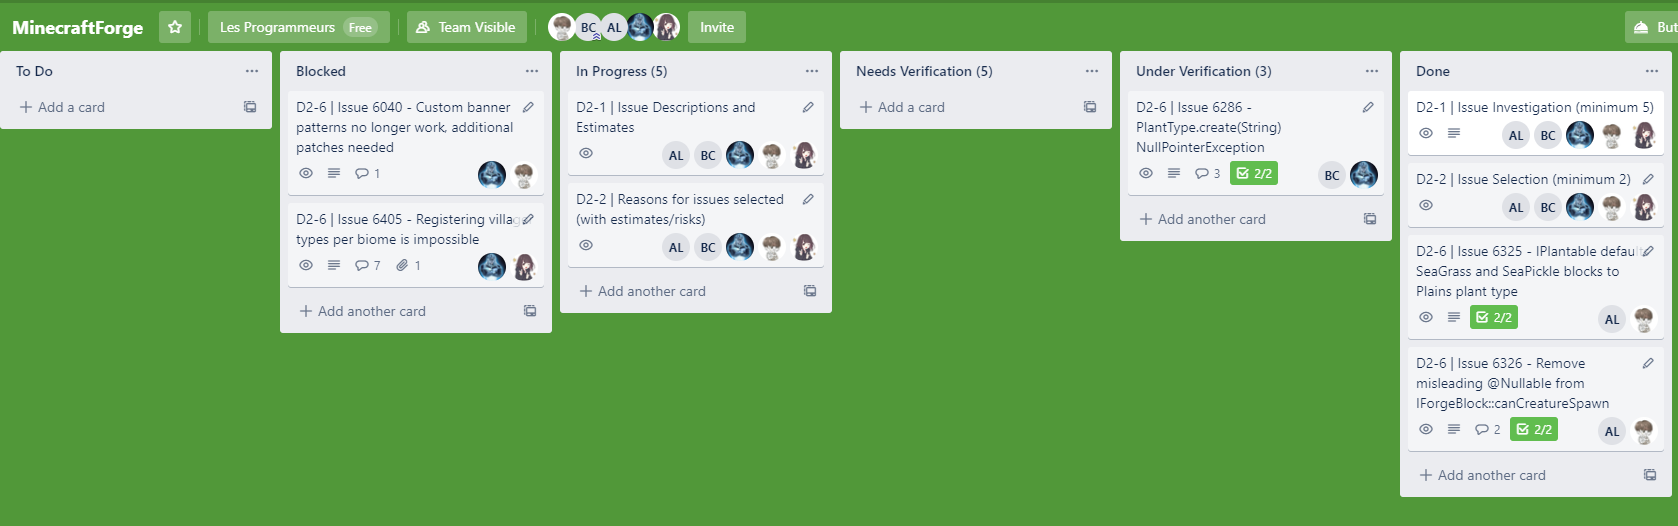 MinecraftForge
Les Programmeurs Free
Team Visible
BC
AL
Invite
But
To Do
Add a card
Blocked
D2-6 | Issue 6040 - Custom banner
patterns no longer work, additional
patches needed
1
D2-6 | Issue 6405 - Registering villag
types per biome is impossible
7 1
Add another card
In Progress (5)
D2-1 | Issue Descriptions and
Estimates
AL BC
D2-2 | Reasons for issues selected
(with estimates/risks)
AL BC
Add another card
Needs Verification (5)
Add a card
Under Verification (3)
D2-6 | Issue 6286 -
PlantType.create(String)
NullPointerException
3 2/2 BC
Add another card
Done
D2-1 | Issue Investigation (minimum 5)
AL BC
D2-2 | Issue Selection (minimum 2)
AL BC
D2-6 | Issue 6325 - IPlantable default
SeaGrass and SeaPickle blocks to
Plains plant type
2/2 AL
D2-6 | Issue 6326 - Remove
misleading @Nullable from
IForgeBlock::canCreatureSpawn
2 2/2 AL
Add another card